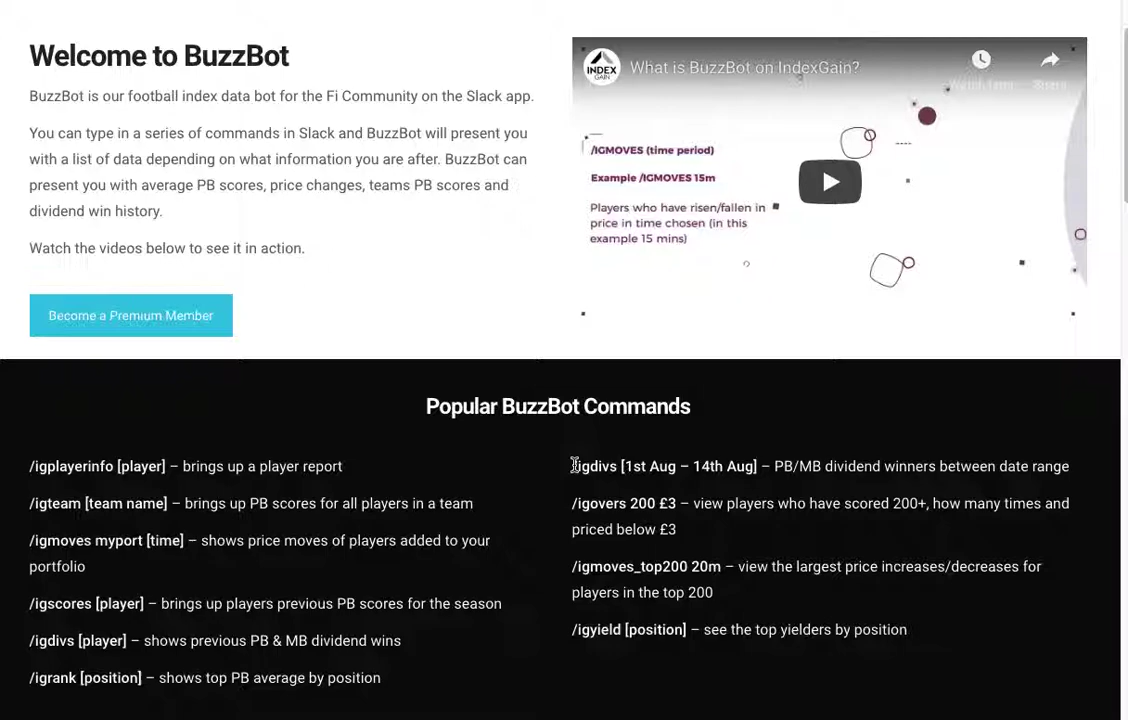 Welcome to BuzzBot
BuzzBot is our football index data bot for the Fi Community on the Slack app.
You can type in a series of commands in Slack and BuzzBot will present you
with a list of data depending on what information you are after. BuzzBot can
present you with average PB scores, price changes, teams PB scores and
dividend win history.
Watch the videos below to see it in action.
Become a Premium Member
INDEX
GAIN
What is BuzzBot on IndexGain?
/IGMOVES (time period)
Example /IGMOVES 15m
Players who have risen/fallen in
price in time chosen (in this
example 15 mins)
Popular BuzzBot Commands
/igplayerinfo [player] – brings up a player report
/igteam [team name] – brings up PB scores for all players in a team
/igmoves myport [time] – shows price moves of players added to your
portfolio
/igscores [player] – brings up players previous PB scores for the season
/igdivs [player] – shows previous PB & MB dividend wins
/igrank [position] – shows top PB average by position
/igdivs [1st Aug – 14th Aug] – PB/MB dividend winners between date range
/igovers 200 £3 – view players who have scored 200+, how many times and
priced below £3
/igmoves_top200 20m – view the largest price increases/decreases for
players in the top 200
/igyield [position] – see the top yielders by position